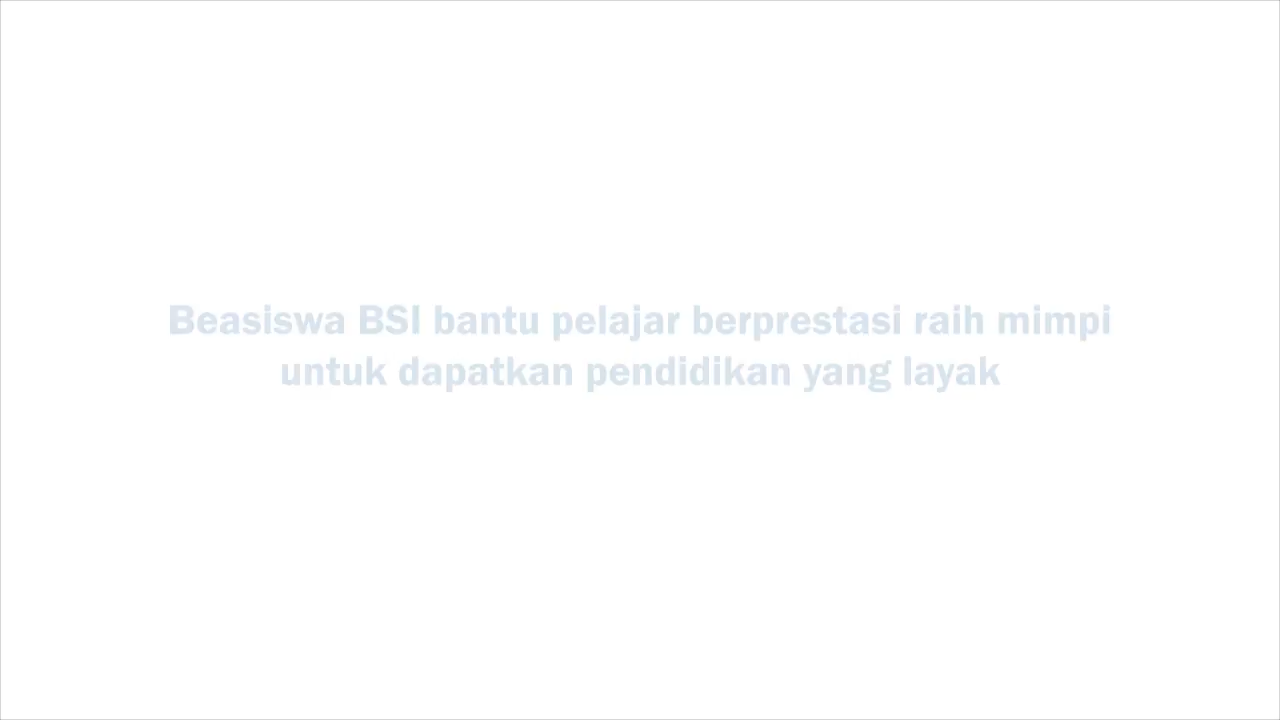 Beasiswa BSI bantu pelajar berprestasi raih mimpi
untuk dapatkan pendidikan yang layak